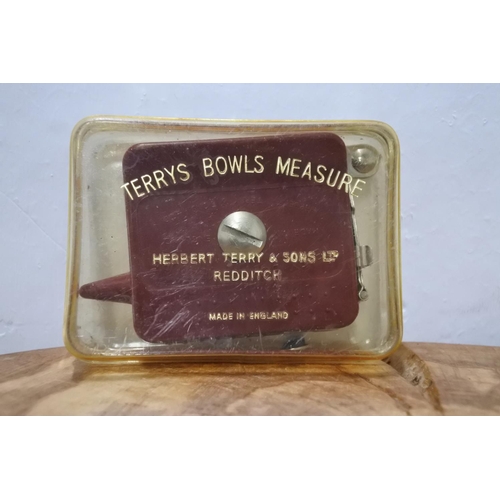 TERRYS BOWLS MEASURE
HERBERT TERRY & SONS LTD
REDDITCH
MADE IN ENGLAND